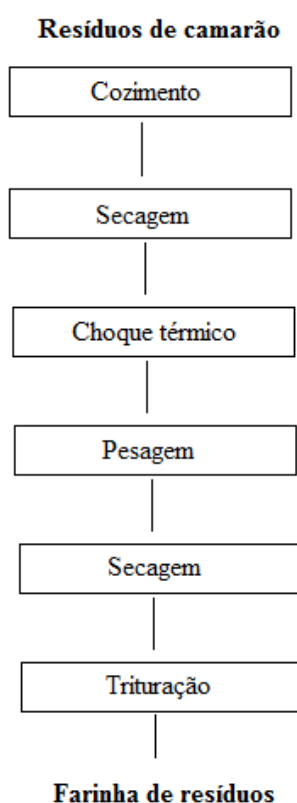 Resíduos de camarão
Cozimento
Secagem
Choque térmico
Pesagem
Secagem
Trituração
Farinha de resíduos